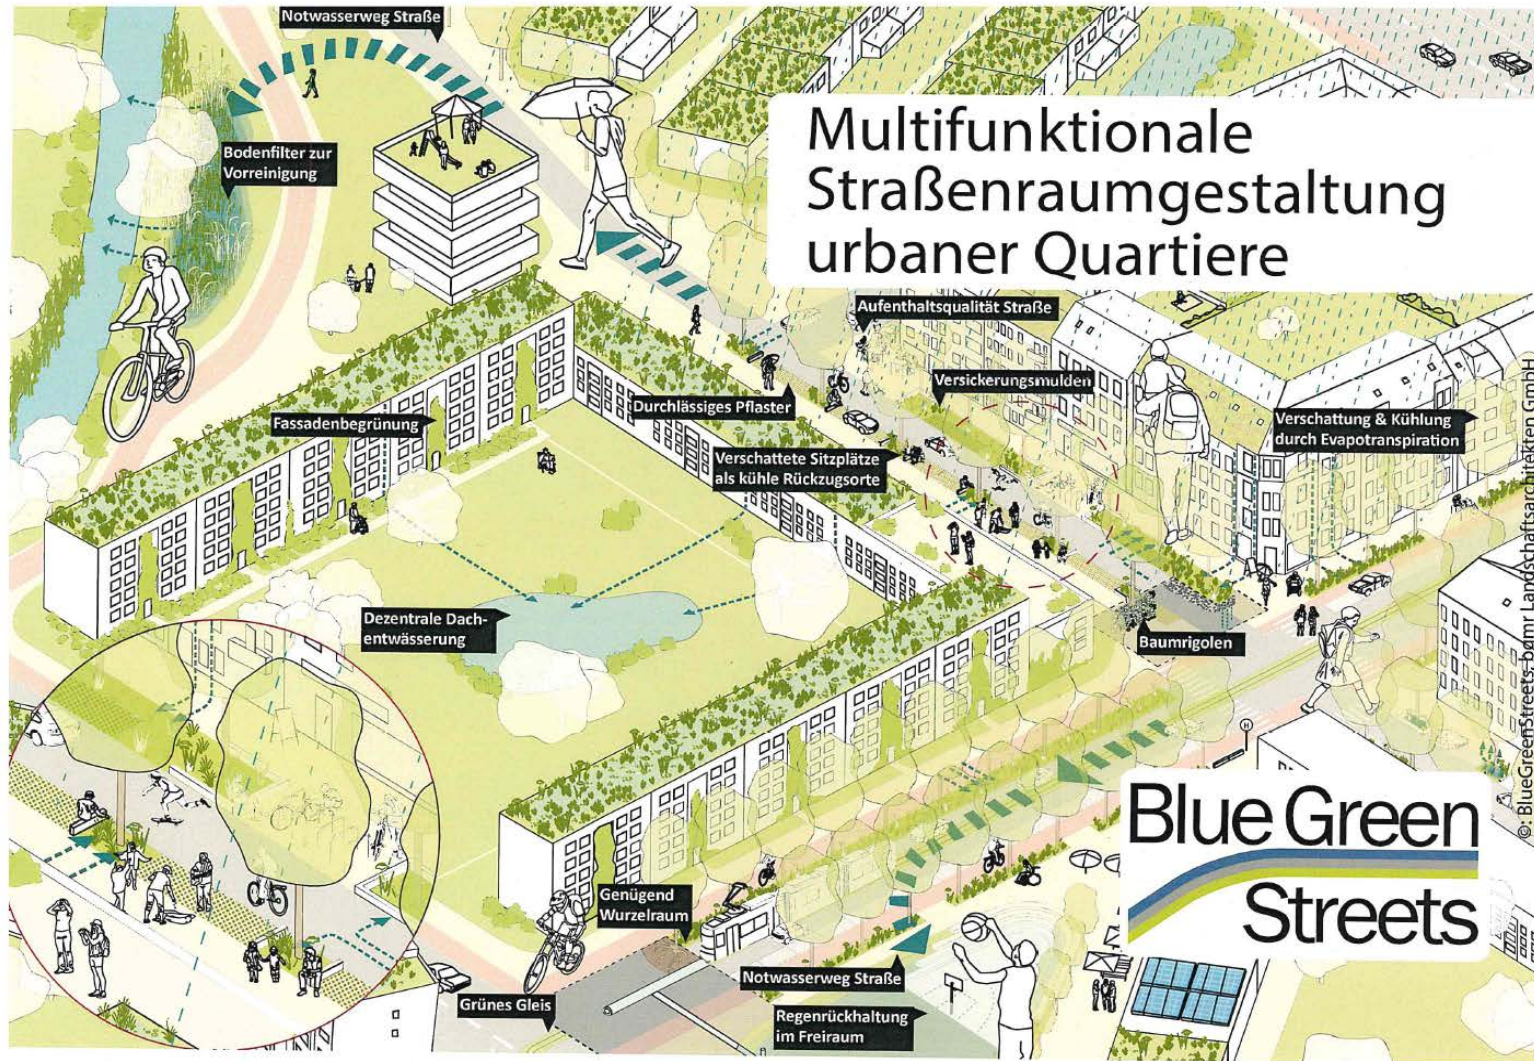 Notwasserweg Straße
Bodenfilter zur
Vorreinigung
Multifunktionale
Straßenraumgestaltung
urbaner Quartiere
Aufenthaltsqualität Straße
Versickerungsmulden
Durchlässiges Pflaster
Fassadenbegrünung
Verschattung & Kühlung
durch Evapotranspiration
Verschattete Sitzplätze
als kühle Rückzugsorte
Dezentrale Dach-
entwässerung
Baumrigolen
H
Blue Green
Streets
Genügend
Wurzelraum
Notwasserweg Straße
Grünes Gleis
Regenrückhaltung
im Freiraum
© BlueGreenStreets, bgmr Landschaftsarchitekten GmbH